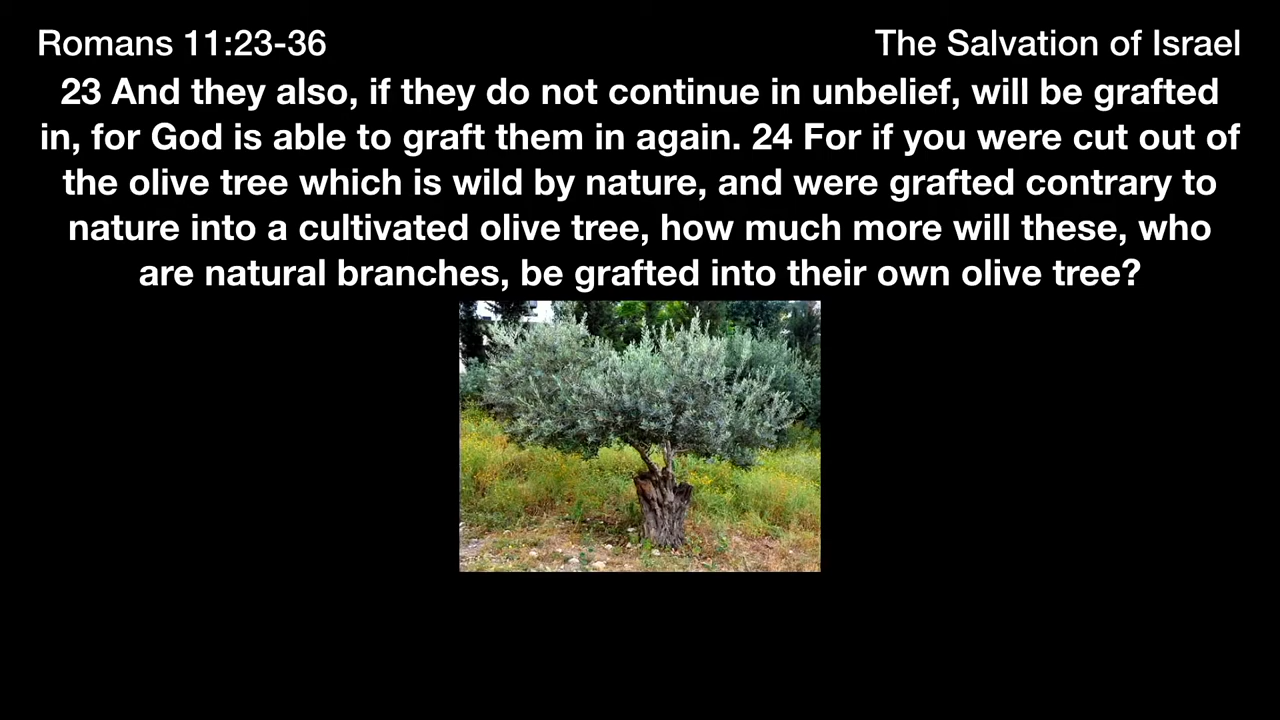 Romans 11:23-36
The Salvation of Israel
23 And they also, if they do not continue in unbelief, will be grafted
in, for God is able to graft them in again. 24 For if you were cut out of
the olive tree which is wild by nature, and were grafted contrary to
nature into a cultivated olive tree, how much more will these, who
are natural branches, be grafted into their own olive tree?